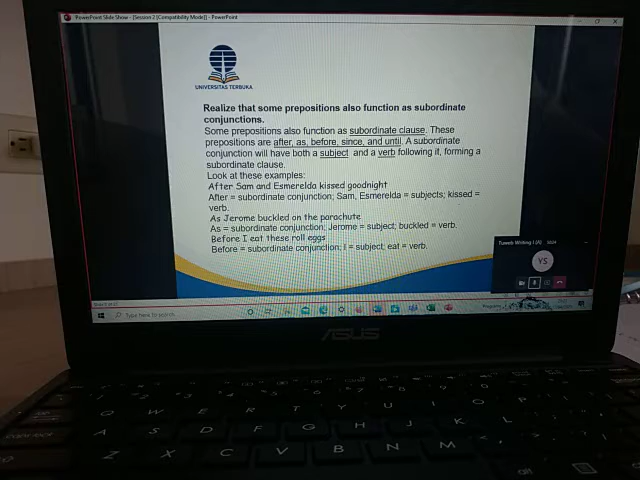 PowerPoint Slide Show - [Session 2 [Compatibility Mode]] - PowerPoint
UNIVERSITAS TERBUKA
Realize that some prepositions also function as subordinate
conjunctions.
Some prepositions also function as subordinate clause. These
prepositions are after, as, before, since, and until. A subordinate
conjunction will have both a subject and a verb following it, forming a
subordinate clause.
Look at these examples:
After Sam and Esmerelda kissed goodnight
After = subordinate conjunction; Sam, Esmerelda = subjects; kissed =
verb.
As Jerome buckled on the parachute
As = subordinate conjunction; Jerome = subject; buckled = verb.
Before I eat these roll eggs
Before = subordinate conjunction; I = subject; eat = verb.
Tuweb Writing I (A)
YS
Type here to search
ASUS
Q W E R T Y U I O P
A S D F G H J K L
Z X C V B N M